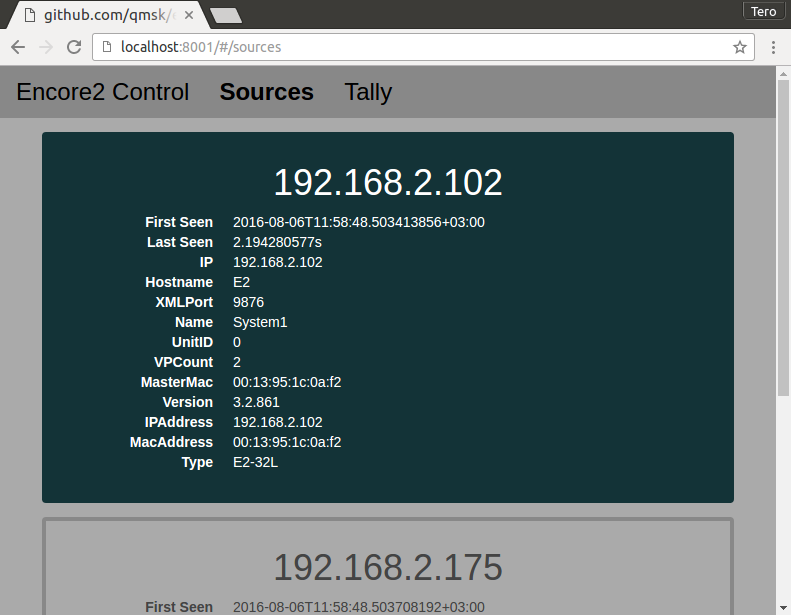 github.com/qmsk/
Tero
localhost:8001/#/sources
Encore2 Control Sources Tally
192.168.2.102
First Seen 2016-08-06T11:58:48.503413856+03:00
Last Seen 2.194280577s
IP 192.168.2.102
Hostname E2
XMLPort 9876
Name System1
UnitID 0
VPCount 2
MasterMac 00:13:95:1c:0a:f2
Version 3.2.861
IPAddress 192.168.2.102
MacAddress 00:13:95:1c:0a:f2
Type E2-32L
192.168.2.175
First Seen 2016-08-06T11:58:48.503708192+03:00